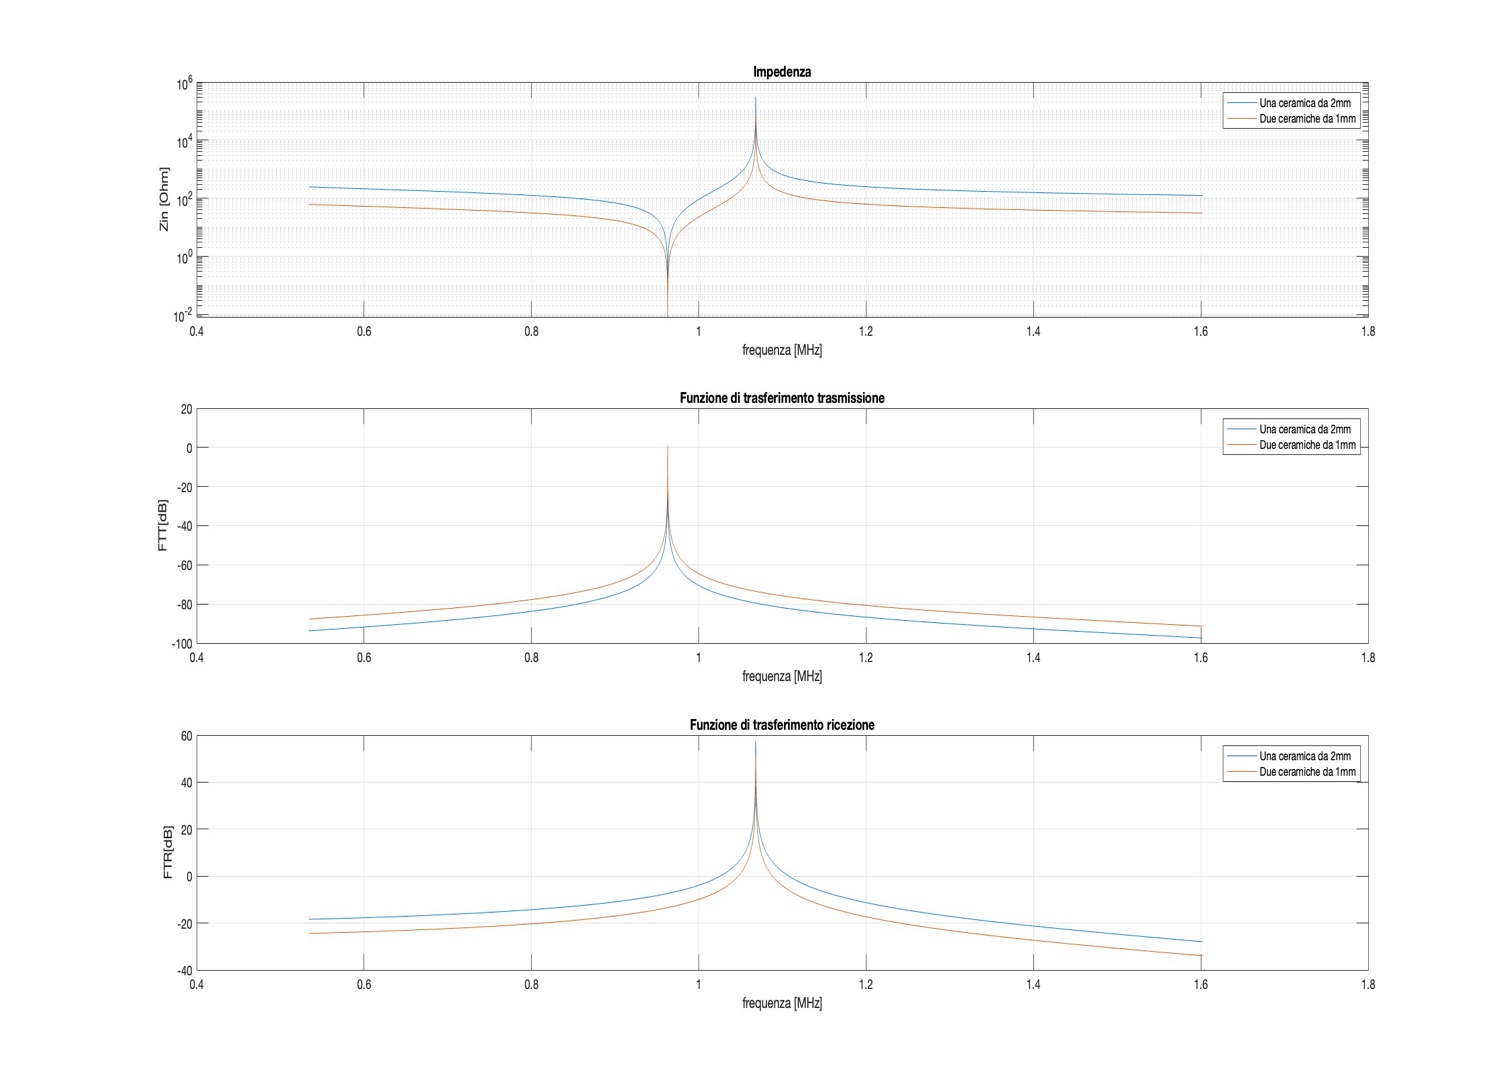 Impedenza
Zin [Ohm]
10^6
10^4
10^2
10^0
10^-2
Una ceramica da 2mm
Due ceramiche da 1mm
0.4 0.6 0.8 1 1.2 1.4 1.6 1.8
frequenza [MHz]
Funzione di trasferimento trasmissione
FTT[dB]
20
0
-20
-40
-60
-80
-100
Una ceramica da 2mm
Due ceramiche da 1mm
0.4 0.6 0.8 1 1.2 1.4 1.6 1.8
frequenza [MHz]
Funzione di trasferimento ricezione
FTR[dB]
60
40
20
0
-20
-40
Una ceramica da 2mm
Due ceramiche da 1mm
0.4 0.6 0.8 1 1.2 1.4 1.6 1.8
frequenza [MHz]